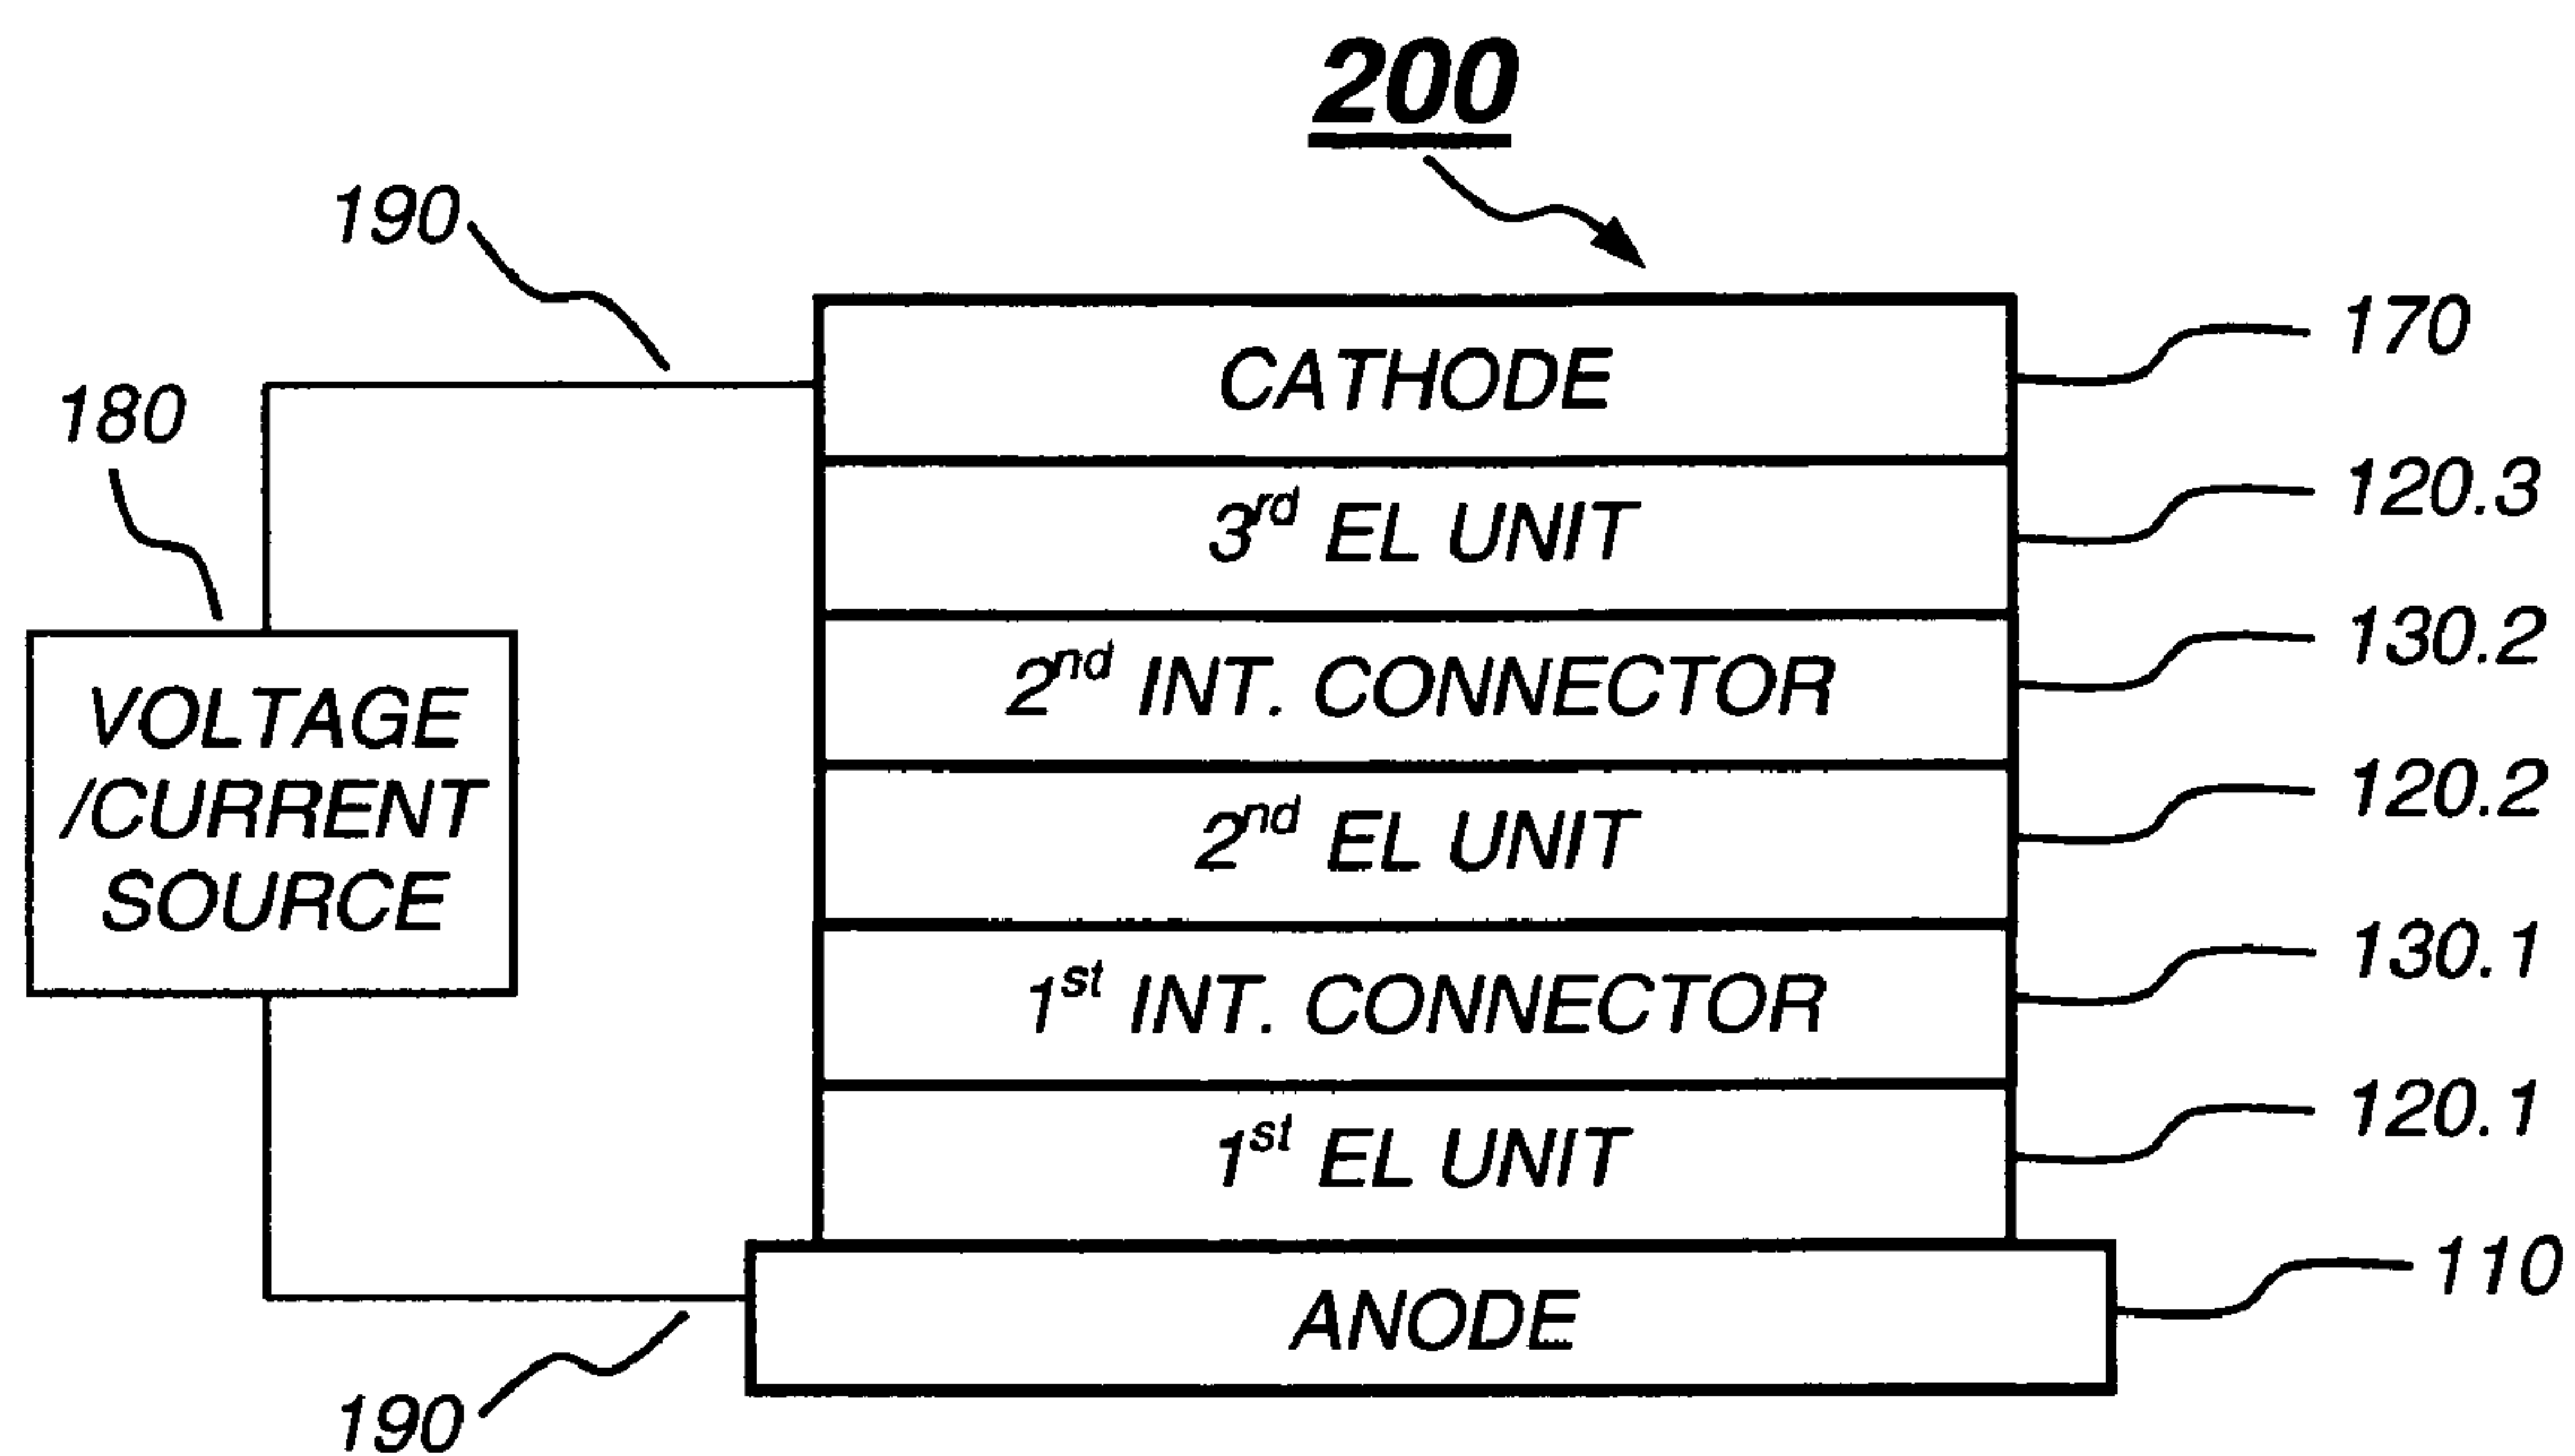 200
190
180
CATHODE
170
3rd EL UNIT
120.3
2nd INT. CONNECTOR
130.2
VOLTAGE
/CURRENT
SOURCE
2nd EL UNIT
120.2
1st INT. CONNECTOR
130.1
1st EL UNIT
120.1
ANODE
110
190